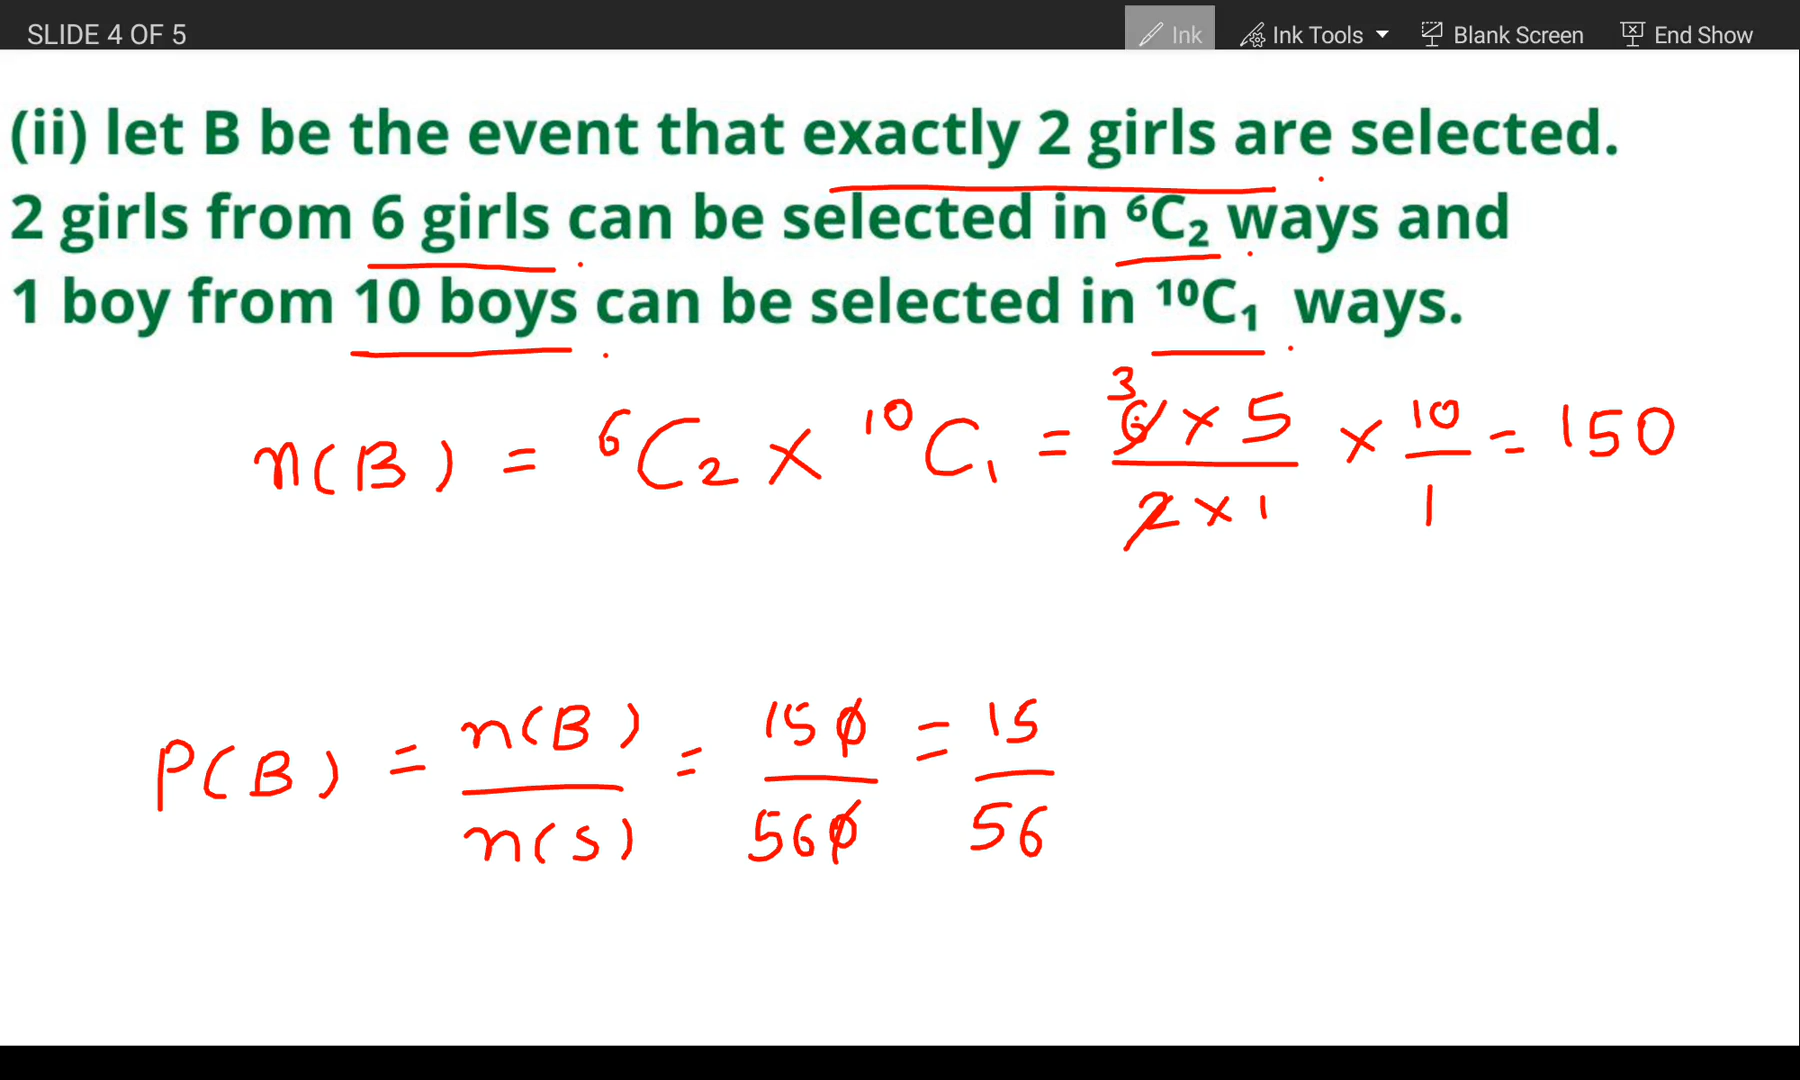 SLIDE 4 OF 5 Ink Ink Tools Blank Screen End Show
(ii) let B be the event that exactly 2 girls are selected.
2 girls from 6 girls can be selected in ⁶C₂ ways and
1 boy from 10 boys can be selected in ¹⁰C₁ ways.
n(B) = ⁶C₂ × ¹⁰C₁ = 3 6 × 5 / 2 × 1 × 10 / 1 = 150
P(B) = n(B) / n(S) = 150 / 560 = 15 / 56